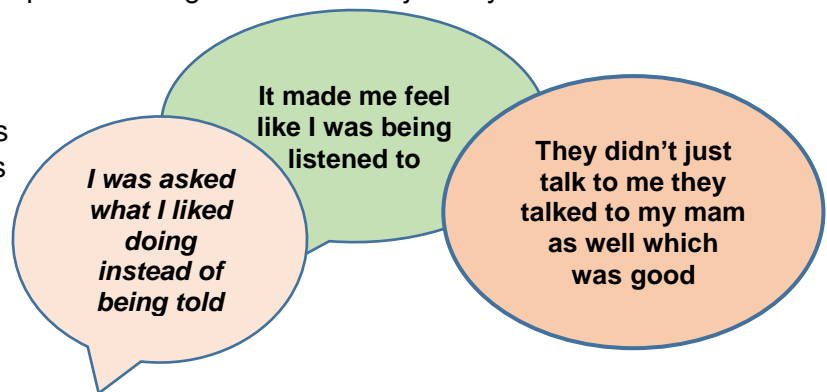 It made me feel
like I was being
listened to
I was asked
what I liked
doing
instead of
being told
They didn't just
talk to me they
talked to my mam
as well which
was good